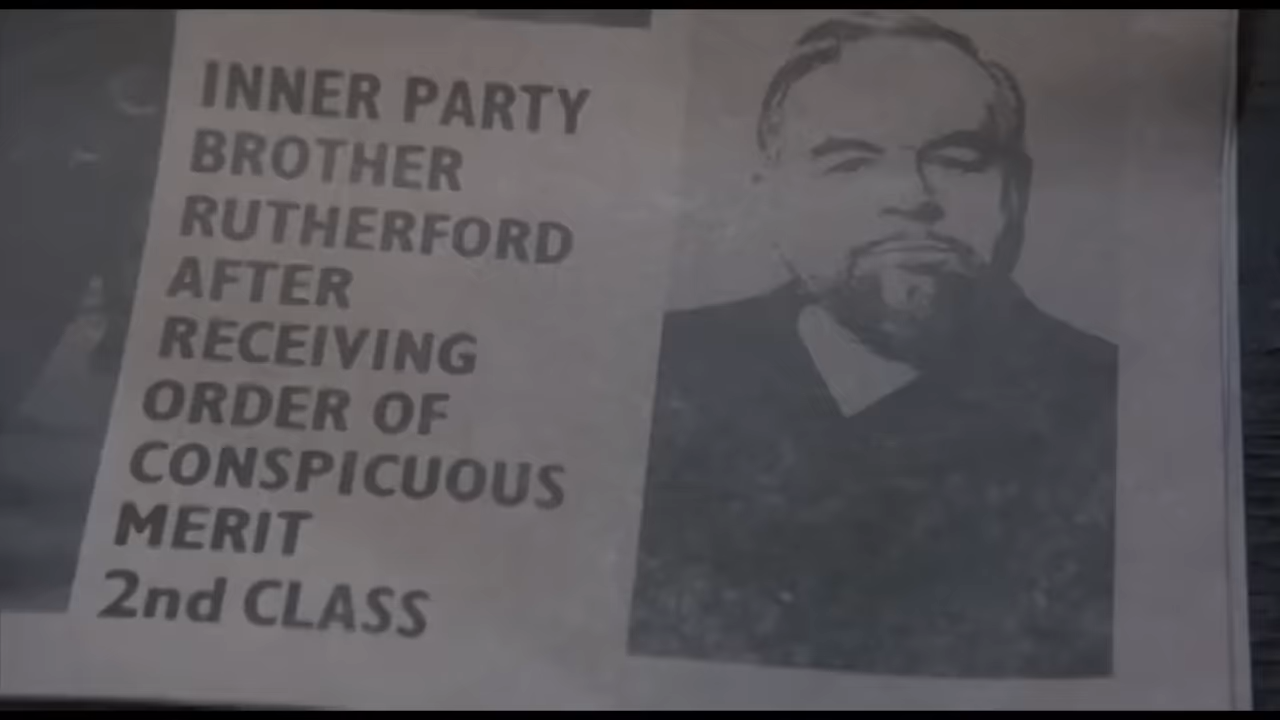 INNER PARTY
BROTHER
RUTHERFORD
AFTER
RECEIVING
ORDER OF
CONSPICUOUS
MERIT
2nd CLASS